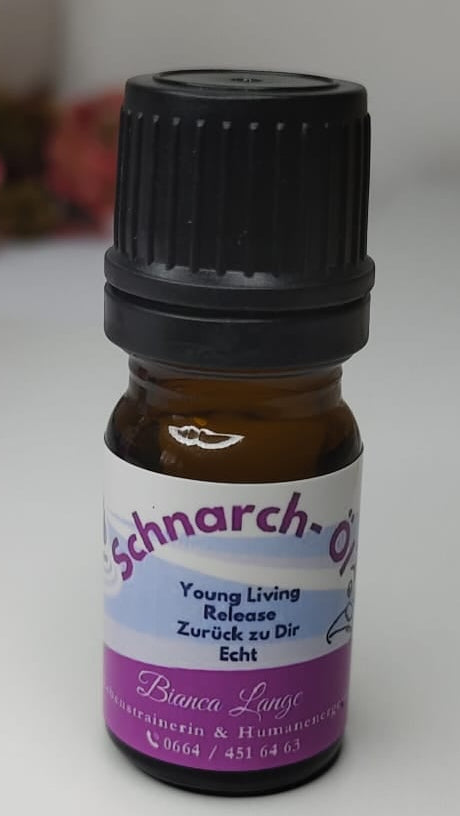 Schnarch- Öl
Young Living
Release
Zurück zu Dir
Echt
Bianca Lange
&
0664 / 451 64 63